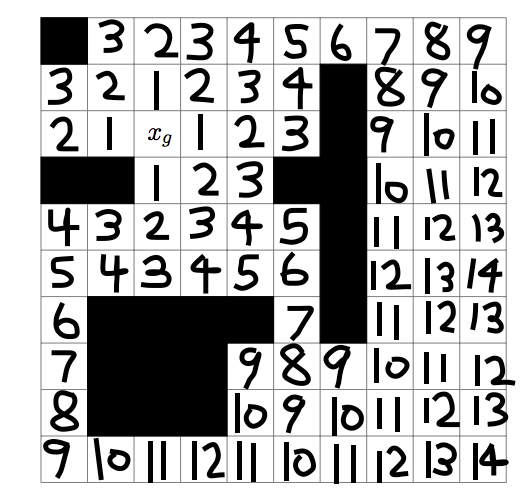 3 2 3 4 5 6 7 8 9
3 2 1 2 3 4 8 9 10
2 1 x_g 1 2 3 9 10 11
1 2 3 10 11 12
4 3 2 3 4 5 11 12 13
5 4 3 4 5 6 12 13 14
6 7 11 12 13
7 9 8 9 10 11 12
8 10 9 10 11 12 13
9 10 11 12 11 10 11 12 13 14